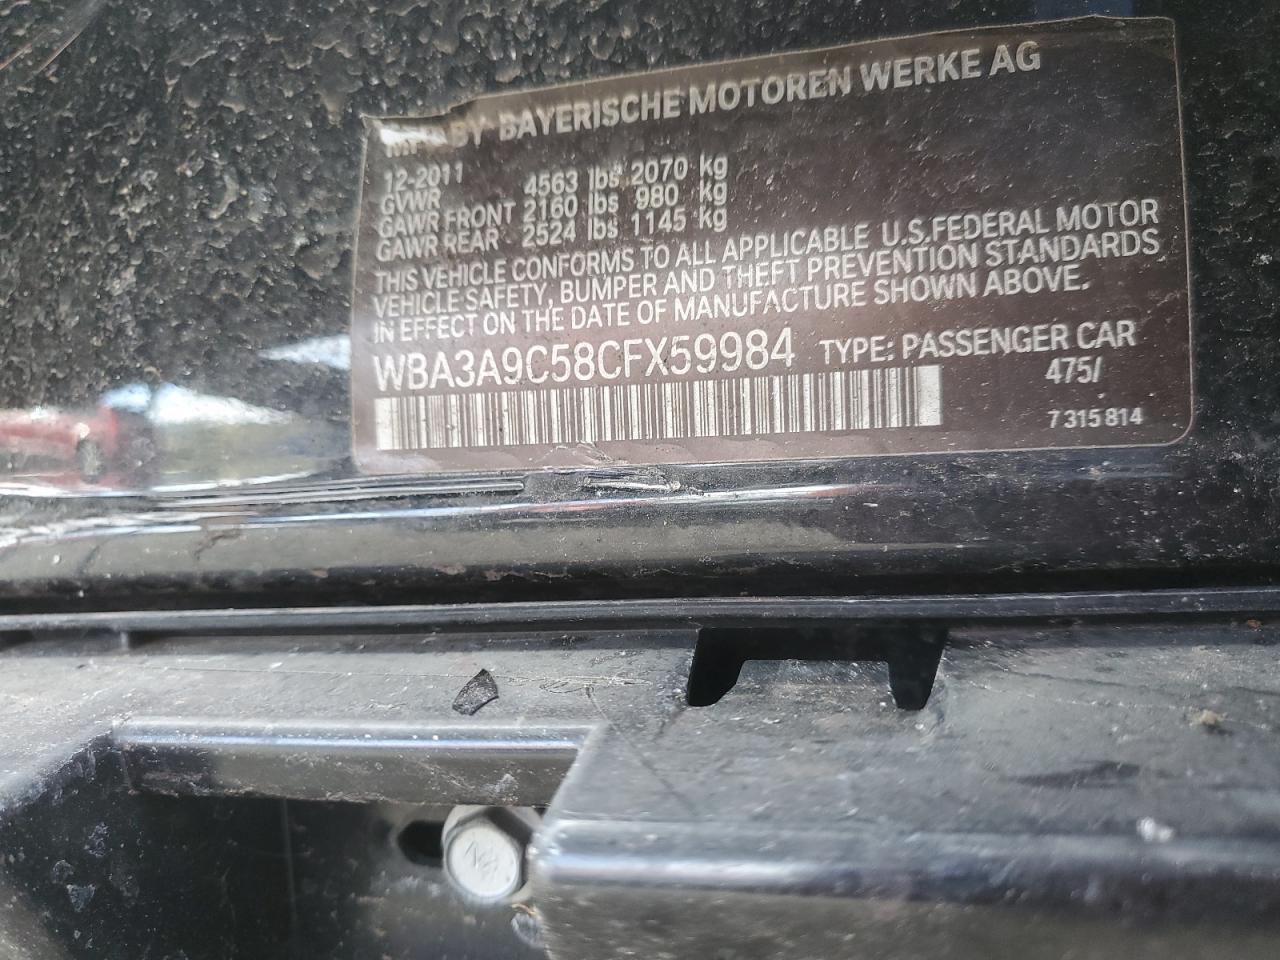 MFR. BY BAYERISCHE MOTOREN WERKE AG
12-2011
GVWR 4563 lbs 2070 kg
GAWR FRONT 2160 lbs 980 kg
GAWR REAR 2524 lbs 1145 kg
THIS VEHICLE CONFORMS TO ALL APPLICABLE U.S.FEDERAL MOTOR
VEHICLE SAFETY, BUMPER AND THEFT PREVENTION STANDARDS
IN EFFECT ON THE DATE OF MANUFACTURE SHOWN ABOVE.
WBA3A9C58CFX59984 TYPE: PASSENGER CAR
475/
7 315 814